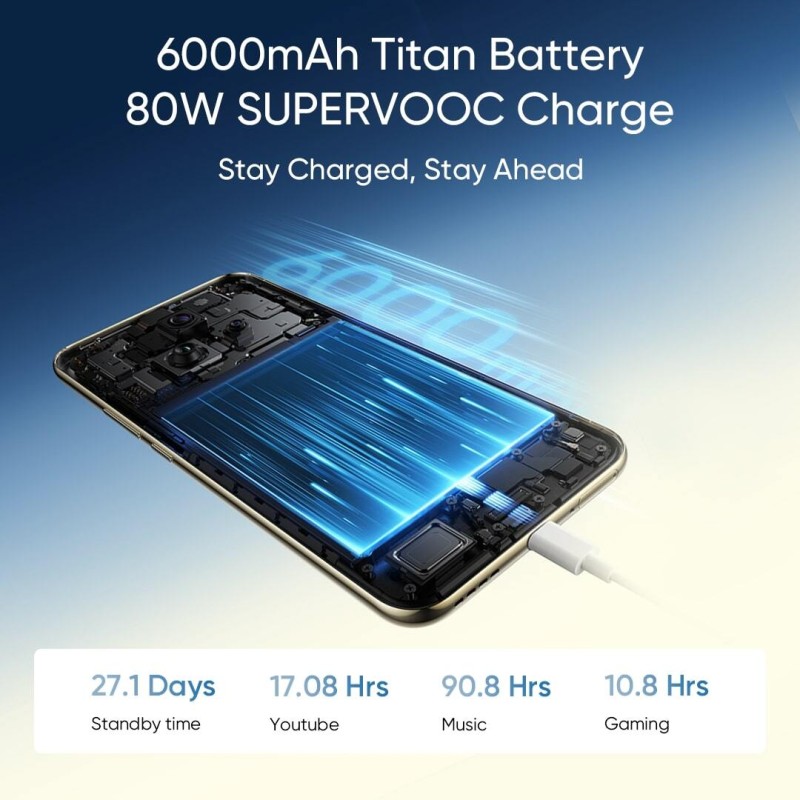 6000mAh Titan Battery
80W SUPERVOOC Charge
Stay Charged, Stay Ahead
6000
27.1 Days
17.08 Hrs
90.8 Hrs
10.8 Hrs
Standby time
Youtube
Music
Gaming